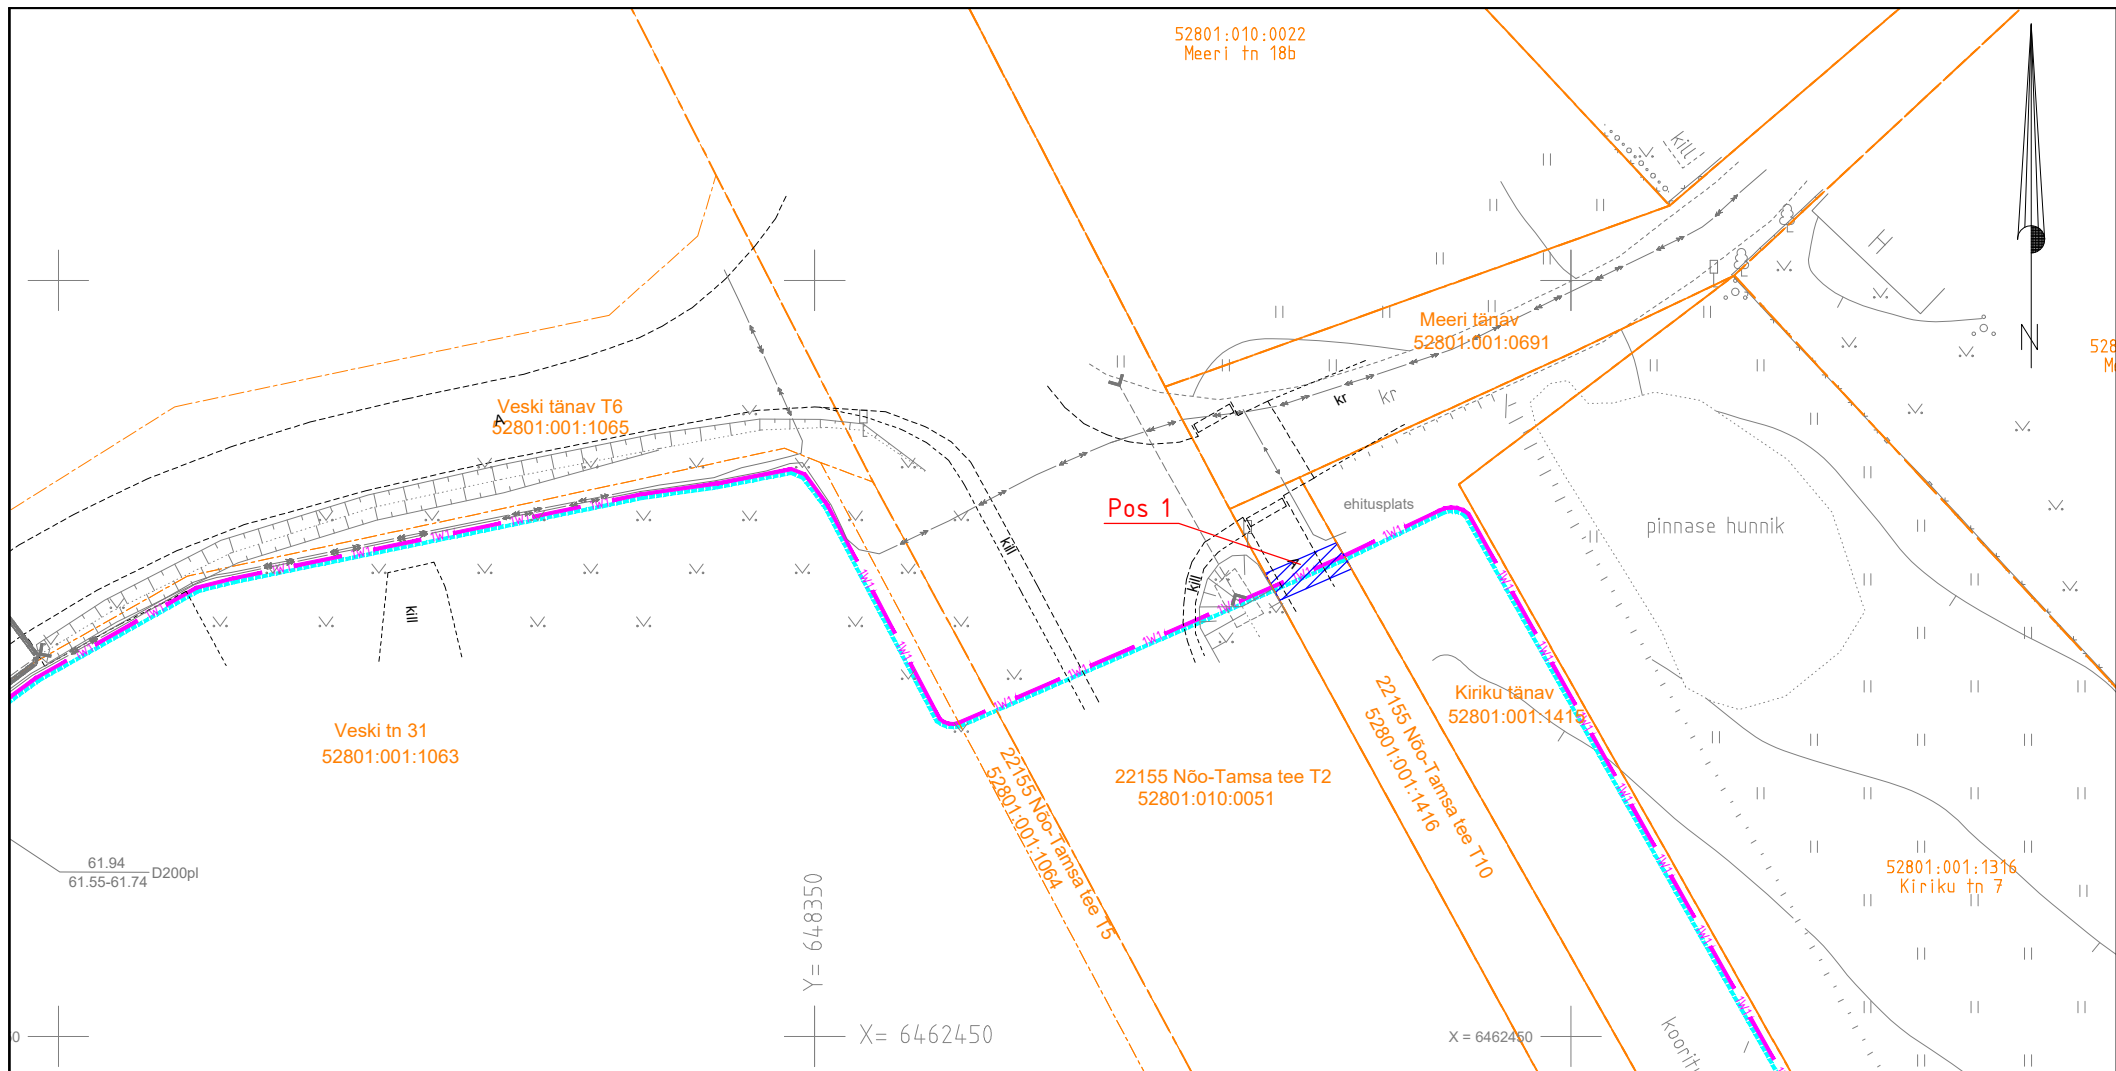 52801:010:0022
Meeri tn 18b
kill
H
N
Meeri tänav
52801:001:0691
Veski tänav T6
52801:001:1065
A
kr
kr
Pos 1
ehitusplats
pinnase hunnik
kill
kill
kill
1W1
Veski tn 31
52801:001:1063
22155 Nõo-Tamsa tee T5
52801:001:1064
22155 Nõo-Tamsa tee T2
52801:010:0051
22155 Nõo-Tamsa tee T10
52801:001:1416
Kiriku tänav
52801:001:1415
52801:001:1316
Kiriku tn 7
61.94
61.55-61.74
D200pl
Y= 648350
X= 6462450
X = 6462450